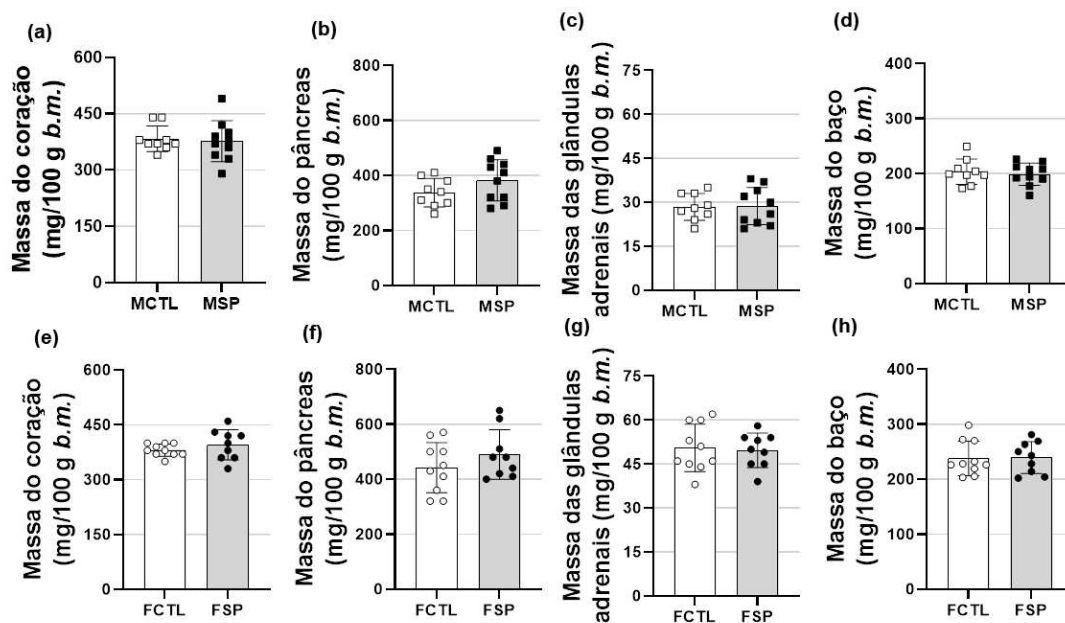 (a)
Massa do coração
(mg/100 g b.m.)
600
450
300
150
0
MCTL
MSP
(b)
Massa do pâncreas
(mg/100 g b.m.)
800
600
400
200
0
MCTL
MSP
(c)
Massa das glândulas
adrenais (mg/100 g b.m.)
75
60
45
30
15
0
MCTL
MSP
(d)
Massa do baço
(mg/100 g b.m.)
400
300
200
100
0
MCTL
MSP
(e)
Massa do coração
(mg/100 g b.m.)
600
450
300
150
0
FCTL
FSP
(f)
Massa do pâncreas
(mg/100 g b.m.)
800
600
400
200
0
FCTL
FSP
(g)
Massa das glândulas
adrenais (mg/100 g b.m.)
75
60
45
30
15
0
FCTL
FSP
(h)
Massa do baço
(mg/100 g b.m.)
400
300
200
100
0
FCTL
FSP